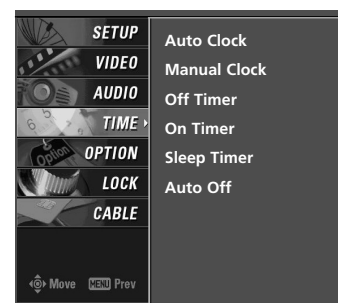 SETUP
VIDEO
AUDIO
TIME
OPTION
LOCK
CABLE
Move MENU Prev
Auto Clock
Manual Clock
Off Timer
On Timer
Sleep Timer
Auto Off